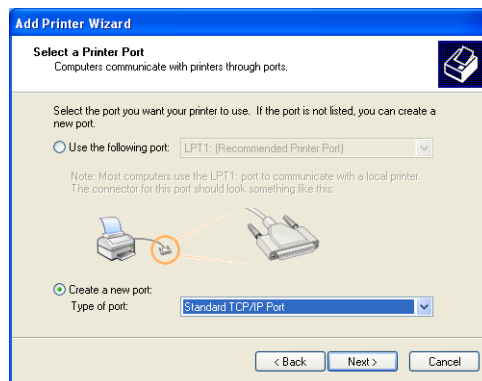 Add Printer Wizard
Select a Printer Port
Computers communicate with printers through ports.
Select the port you want your printer to use. If the port is not listed, you can create a
new port.
Use the following port: LPT1: (Recommended Printer Port)
Note: Most computers use the LPT1: port to communicate with a local printer.
The connector for this port should look something like this:
Create a new port:
Type of port: Standard TCP/IP Port
< Back Next > Cancel